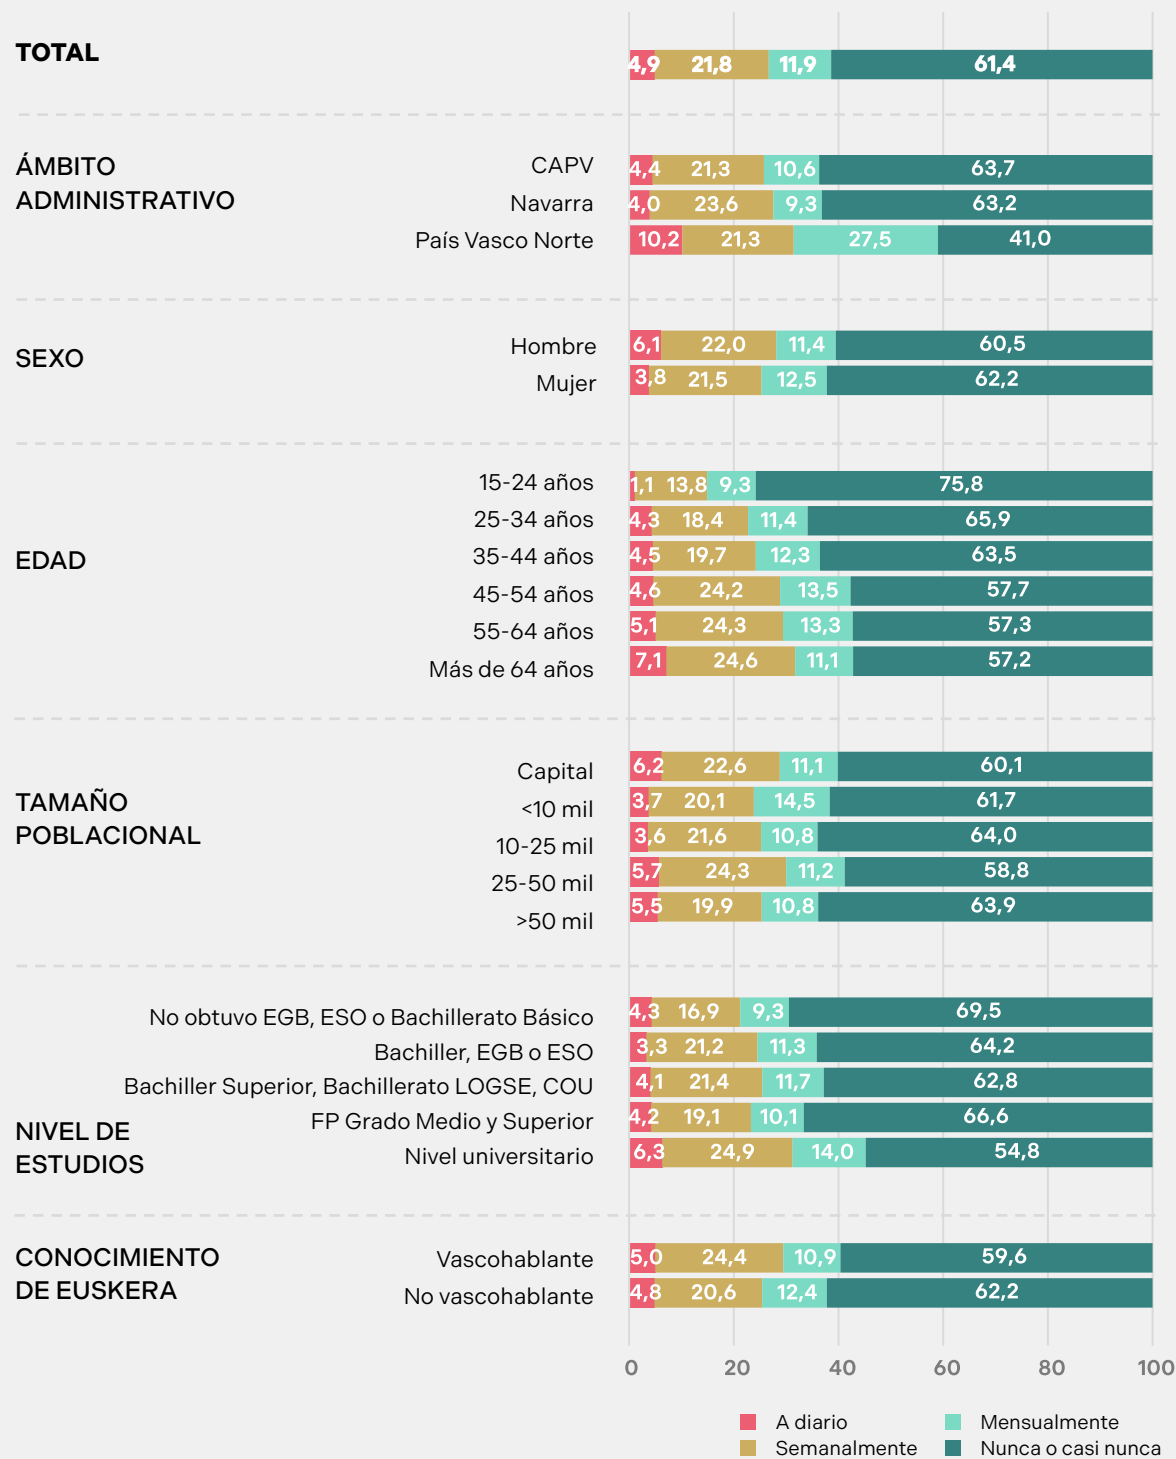 TOTAL
4,9 21,8 11,9 61,4
ÁMBITO
ADMINISTRATIVO
CAPV 4,4 21,3 10,6 63,7
Navarra 4,0 23,6 9,3 63,2
País Vasco Norte 10,2 21,3 27,5 41,0
SEXO
Hombre 6,1 22,0 11,4 60,5
Mujer 3,8 21,5 12,5 62,2
EDAD
15-24 años 1,1 13,8 9,3 75,8
25-34 años 4,3 18,4 11,4 65,9
35-44 años 4,5 19,7 12,3 63,5
45-54 años 4,6 24,2 13,5 57,7
55-64 años 5,1 24,3 13,3 57,3
Más de 64 años 7,1 24,6 11,1 57,2
TAMAÑO
POBLACIONAL
Capital 6,2 22,6 11,1 60,1
<10 mil 3,7 20,1 14,5 61,7
10-25 mil 3,6 21,6 10,8 64,0
25-50 mil 5,7 24,3 11,2 58,8
>50 mil 5,5 19,9 10,8 63,9
NIVEL DE
ESTUDIOS
No obtuvo EGB, ESO o Bachillerato Básico 4,3 16,9 9,3 69,5
Bachiller, EGB o ESO 3,3 21,2 11,3 64,2
Bachiller Superior, Bachillerato LOGSE, COU 4,1 21,4 11,7 62,8
FP Grado Medio y Superior 4,2 19,1 10,1 66,6
Nivel universitario 6,3 24,9 14,0 54,8
CONOCIMIENTO
DE EUSKERA
Vascohablante 5,0 24,4 10,9 59,6
No vascohablante 4,8 20,6 12,4 62,2
0 20 40 60 80 100
A diario Mensualmente
Semanalmente Nunca o casi nunca